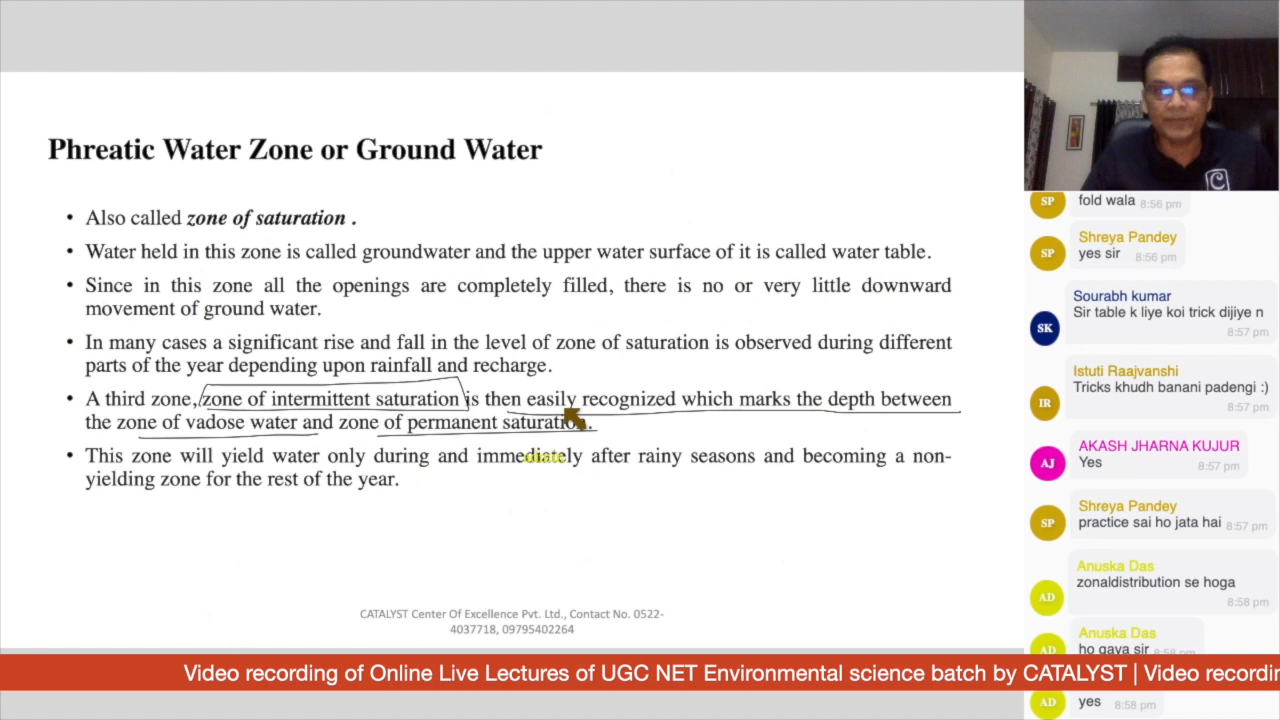 Phreatic Water Zone or Ground Water
• Also called zone of saturation .
• Water held in this zone is called groundwater and the upper water surface of it is called water table.
• Since in this zone all the openings are completely filled, there is no or very little downward
movement of ground water.
• In many cases a significant rise and fall in the level of zone of saturation is observed during different
parts of the year depending upon rainfall and recharge.
• A third zone, zone of intermittent saturation is then easily recognized which marks the depth between
the zone of vadose water and zone of permanent saturation.
• This zone will yield water only during and immediately after rainy seasons and becoming a non-
yielding zone for the rest of the year.
CATALYST Center Of Excellence Pvt. Ltd., Contact No. 0522-
4037718, 09795402264
C
SP
fold wala 8:56 pm
Shreya Pandey
SP
yes sir 8:56 pm
Sourabh kumar
SK
Sir table k liye koi trick dijiye n
8:57 pm
Istuti Raajvanshi
IR
Tricks khudh banani padengi :)
8:57 pm
AKASH JHARNA KUJUR
AJ
Yes 8:57 pm
Shreya Pandey
SP
practice sai ho jata hai 8:57 pm
Anuska Das
AD
zonaldistribution se hoga
8:58 pm
Anuska Das
AD
ho gaya sir 8:58 pm
AD
yes 8:58 pm
Video recording of Online Live Lectures of UGC NET Environmental science batch by CATALYST | Video recordin